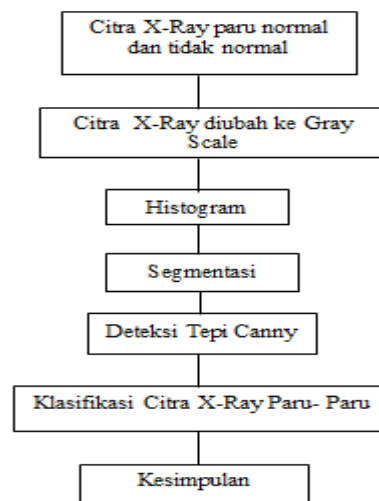 Citra X-Ray paru normal
dan tidak normal
Citra X-Ray diubah ke Gray
Scale
Histogram
Segmentasi
Deteksi Tepi Canny
Klasifikasi Citra X-Ray Paru- Paru
Kesimpulan